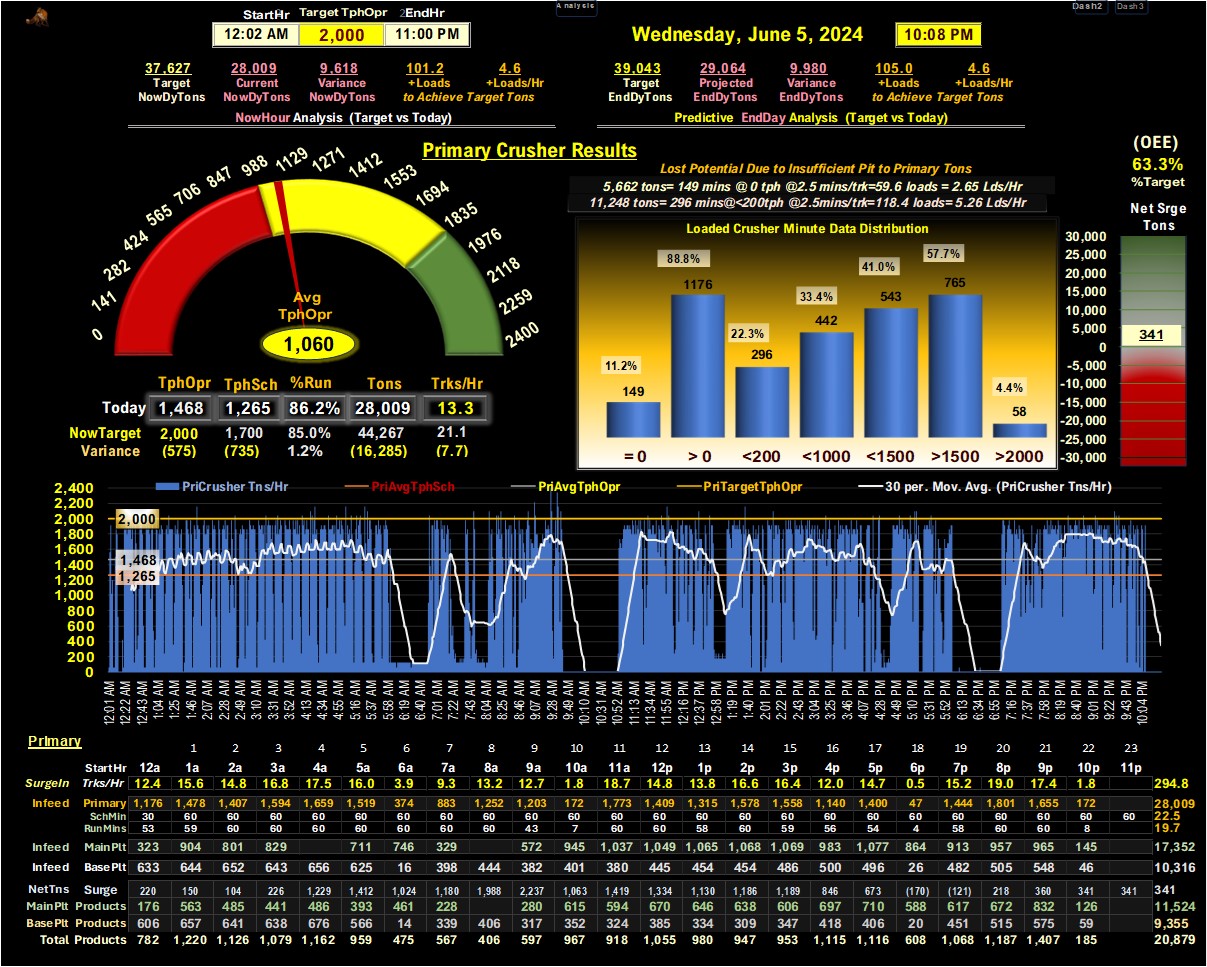 Analysis
Dash2 Dash3
StartHr Target TphOpr 2EndHr
12:02 AM 2,000 11:00 PM
Wednesday, June 5, 2024 10:08 PM
37,627 28,009 9,618 101.2 4.6
Target Current Variance +Loads +Loads/Hr
NowDyTons NowDyTons NowDyTons to Achieve Target Tons
NowHour Analysis (Target vs Today)
39,043 29,064 9,980 105.0 4.6
Target Projected Variance +Loads +Loads/Hr
EndDyTons EndDyTons EndDyTons to Achieve Target Tons
Predictive EndDay Analysis (Target vs Today)
Primary Crusher Results
0 141 282 424 565 706 847 988 1129 1271 1412 1553 1694 1835 1976 2118 2259 2400
Avg
TphOpr
1,060
TphOpr TphSch %Run Tons Trks/Hr
Today 1,468 1,265 86.2% 28,009 13.3
NowTarget 2,000 1,700 85.0% 44,267 21.1
Variance (575) (735) 1.2% (16,285) (7.7)
Lost Potential Due to Insufficient Pit to Primary Tons
5,662 tons= 149 mins @ 0 tph @2.5 mins/trk=59.6 loads = 2.65 Lds/Hr
11,248 tons= 296 mins@<200tph @2.5mins/trk=118.4 loads= 5.26 Lds/Hr
Loaded Crusher Minute Data Distribution
11.2% 88.8% 22.3% 33.4% 41.0% 57.7% 4.4%
149 1176 296 442 543 765 58
= 0 > 0 <200 <1000 <1500 >1500 >2000
(OEE)
63.3%
%Target
Net Srge
Tons
30,000
25,000
20,000
15,000
10,000
5,000
0
-5,000
-10,000
-15,000
-20,000
-25,000
-30,000
341
PriCrusher Tns/Hr PriAvgTphSch PriAvgTphOpr PriTargetTphOpr 30 per. Mov. Avg. (PriCrusher Tns/Hr)
2,400
2,200
2,000
1,800
1,600
1,400
1,200
1,000
800
600
400
200
0
2,000
1,468
1,265
12:01 AM 12:22 AM 12:43 AM 1:04 AM 1:25 AM 1:46 AM 2:07 AM 2:28 AM 2:49 AM 3:10 AM 3:31 AM 3:52 AM 4:13 AM 4:34 AM 4:55 AM 5:16 AM 5:37 AM 5:58 AM 6:19 AM 6:40 AM 7:01 AM 7:22 AM 7:43 AM 8:04 AM 8:25 AM 8:46 AM 9:07 AM 9:28 AM 9:49 AM 10:10 AM 10:31 AM 10:52 AM 11:13 AM 11:34 AM 11:55 AM 12:16 PM 12:37 PM 12:58 PM 1:19 PM 1:40 PM 2:01 PM 2:22 PM 2:43 PM 3:04 PM 3:25 PM 3:46 PM 4:07 PM 4:28 PM 4:49 PM 5:10 PM 5:31 PM 5:52 PM 6:13 PM 6:34 PM 6:55 PM 7:16 PM 7:37 PM 7:58 PM 8:19 PM 8:40 PM 9:01 PM 9:22 PM 9:43 PM 10:04 PM
Primary
1 2 3 4 5 6 7 8 9 10 11 12 13 14 15 16 17 18 19 20 21 22 23
StartHr 12a 1a 2a 3a 4a 5a 6a 7a 8a 9a 10a 11a 12p 1p 2p 3p 4p 5p 6p 7p 8p 9p 10p 11p
SurgeIn Trks/Hr 12.4 15.6 14.8 16.8 17.5 16.0 3.9 9.3 13.2 12.7 1.8 18.7 14.8 13.8 16.6 16.4 12.0 14.7 0.5 15.2 19.0 17.4 1.8 294.8
Infeed Primary 1,176 1,478 1,407 1,594 1,659 1,519 374 883 1,252 1,203 172 1,773 1,409 1,315 1,578 1,558 1,140 1,400 47 1,444 1,801 1,655 172 28,009
SchMin 30 60 60 60 60 60 60 60 60 60 60 60 60 60 60 60 60 60 60 60 60 60 60 60 22.5
RunMins 53 59 60 60 60 60 60 60 60 43 7 60 60 58 60 59 56 54 4 58 60 60 8 19.7
Infeed MainPlt 323 904 801 829 711 746 329 572 945 1,037 1,049 1,065 1,068 1,069 983 1,077 864 913 957 965 145 17,352
Infeed BasePlt 633 644 652 643 656 625 16 398 444 382 401 380 445 454 454 486 500 496 26 482 505 548 46 10,316
NetTns Surge 220 150 104 226 1,229 1,412 1,024 1,180 1,988 2,237 1,063 1,419 1,334 1,130 1,186 1,189 846 673 (170) (121) 218 360 341 341 341
MainPlt Products 176 563 485 441 486 393 461 228 280 615 594 670 646 638 606 697 710 588 617 672 832 126 11,524
BasePlt Products 606 657 641 638 676 566 14 339 406 317 352 324 385 334 309 347 418 406 20 451 515 575 59 9,355
Total Products 782 1,220 1,126 1,079 1,162 959 475 567 406 597 967 918 1,055 980 947 953 1,115 1,116 608 1,068 1,187 1,407 185 20,879